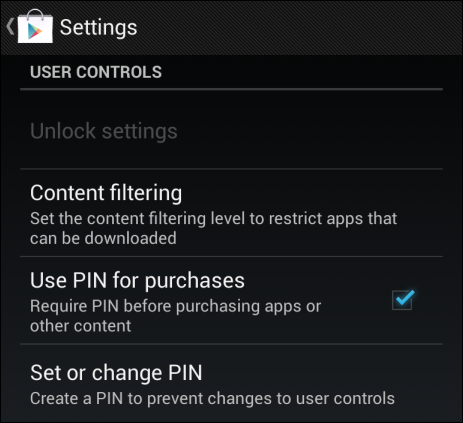 Settings
USER CONTROLS
Unlock settings
Content filtering
Set the content filtering level to restrict apps that
can be downloaded
Use PIN for purchases
Require PIN before purchasing apps or
other content
Set or change PIN
Create a PIN to prevent changes to user controls